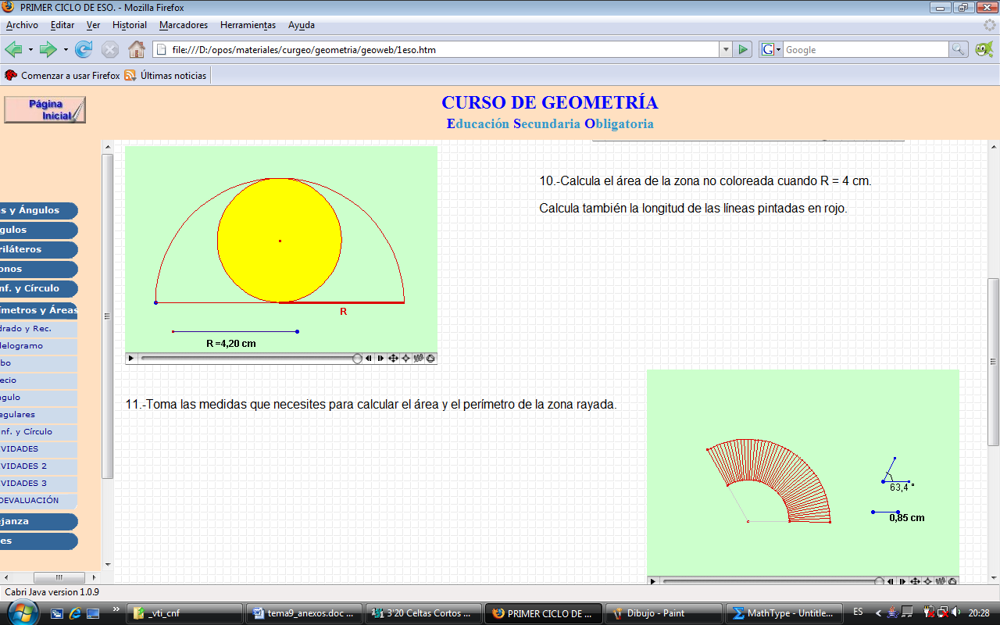 PRIMER CICLO DE ESO. - Mozilla Firefox
Archivo Editar Ver Historial Marcadores Herramientas Ayuda
file:///D:/opos/materiales/curgeo/geometria/geoweb/1eso.htm
G Google
Comenzar a usar Firefox Últimas noticias
Página Inicial
CURSO DE GEOMETRÍA
Educación Secundaria Obligatoria
s y Ángulos
gulos
riláteros
onos
nf. y Círculo
ímetros y Áreas
drado y Rec.
lelogramo
bo
ecio
ngulo
egulares
nf. y Círculo
VIDADES
VIDADES 2
VIDADES 3
DEVALUACIÓN
ejanza
es
R
R =4,20 cm
10.-Calcula el área de la zona no coloreada cuando R = 4 cm.
Calcula también la longitud de las líneas pintadas en rojo.
11.-Toma las medidas que necesites para calcular el área y el perímetro de la zona rayada.
63,4 °
0,85 cm
Cabri Java version 1.0.9
_vti_cnf
tema9_anexos.doc ...
3'20 Celtas Cortos ...
PRIMER CICLO DE ...
Dibujo - Paint
MathType - Untitle...
ES
20:28